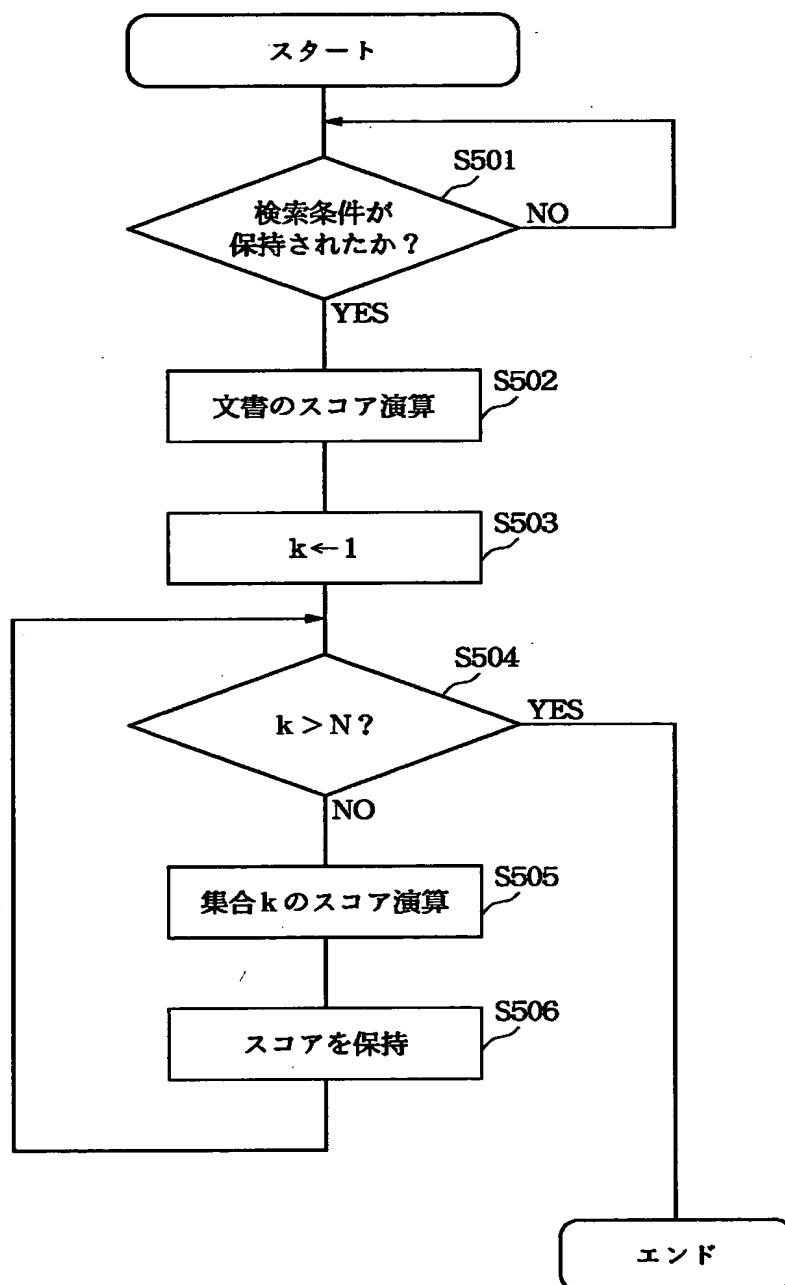 スタート
S501
検索条件が
保持されたか？
NO
YES
S502
文書のスコア演算
S503
k←1
S504
k＞N？
YES
NO
S505
集合kのスコア演算
S506
スコアを保持
エンド